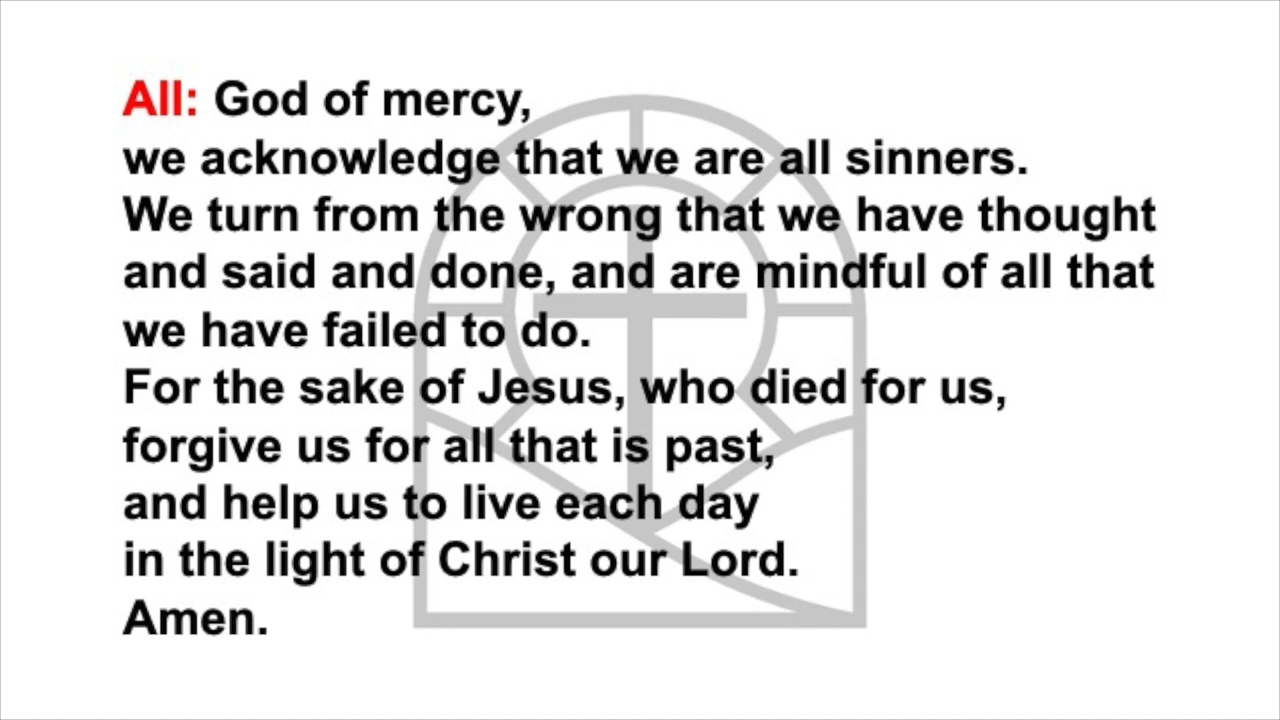 All: God of mercy,
we acknowledge that we are all sinners.
We turn from the wrong that we have thought
and said and done, and are mindful of all that
we have failed to do.
For the sake of Jesus, who died for us,
forgive us for all that is past,
and help us to live each day
in the light of Christ our Lord.
Amen.